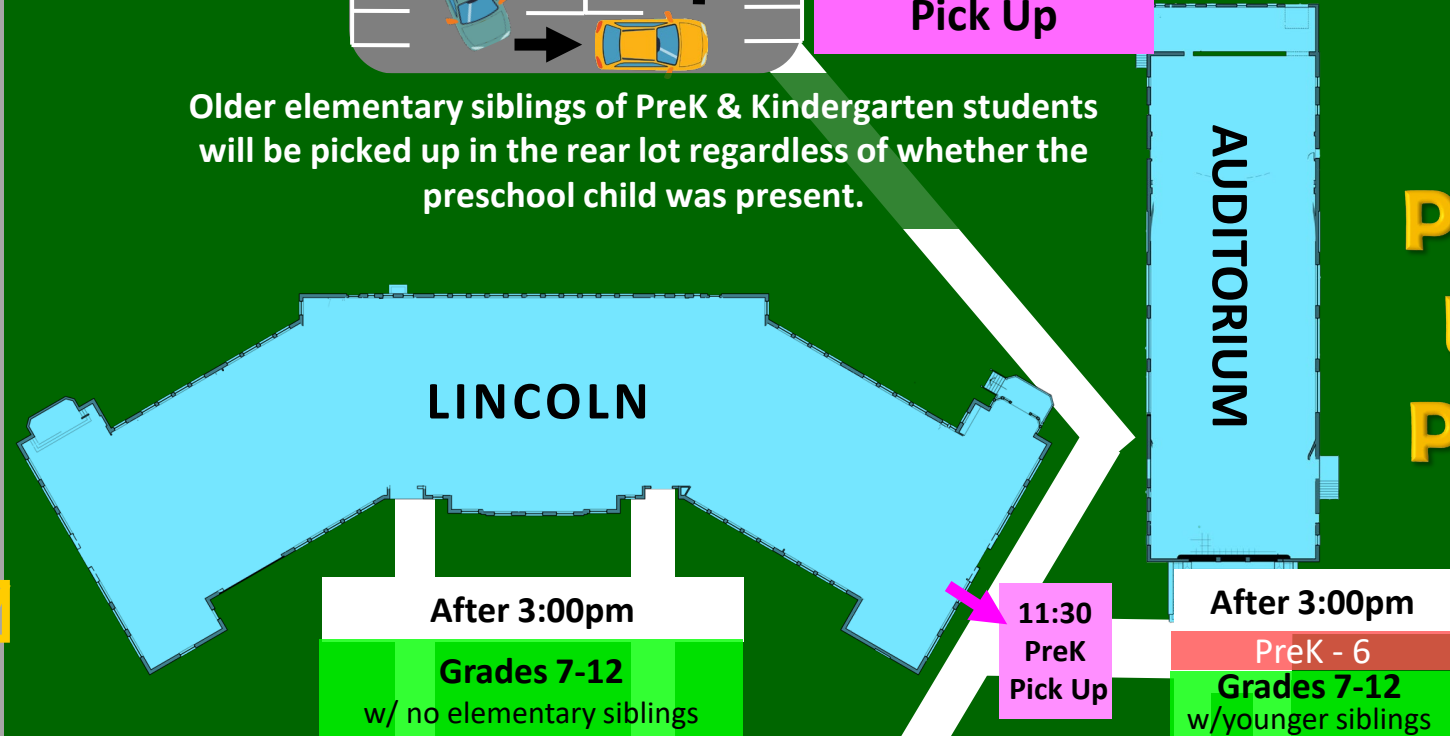 Pick Up
Older elementary siblings of PreK & Kindergarten students
will be picked up in the rear lot regardless of whether the
preschool child was present.
AUDITORIUM
LINCOLN
After 3:00pm
Grades 7-12
w/ no elementary siblings
11:30
PreK
Pick Up
After 3:00pm
PreK - 6
Grades 7-12
w/younger siblings
P
P